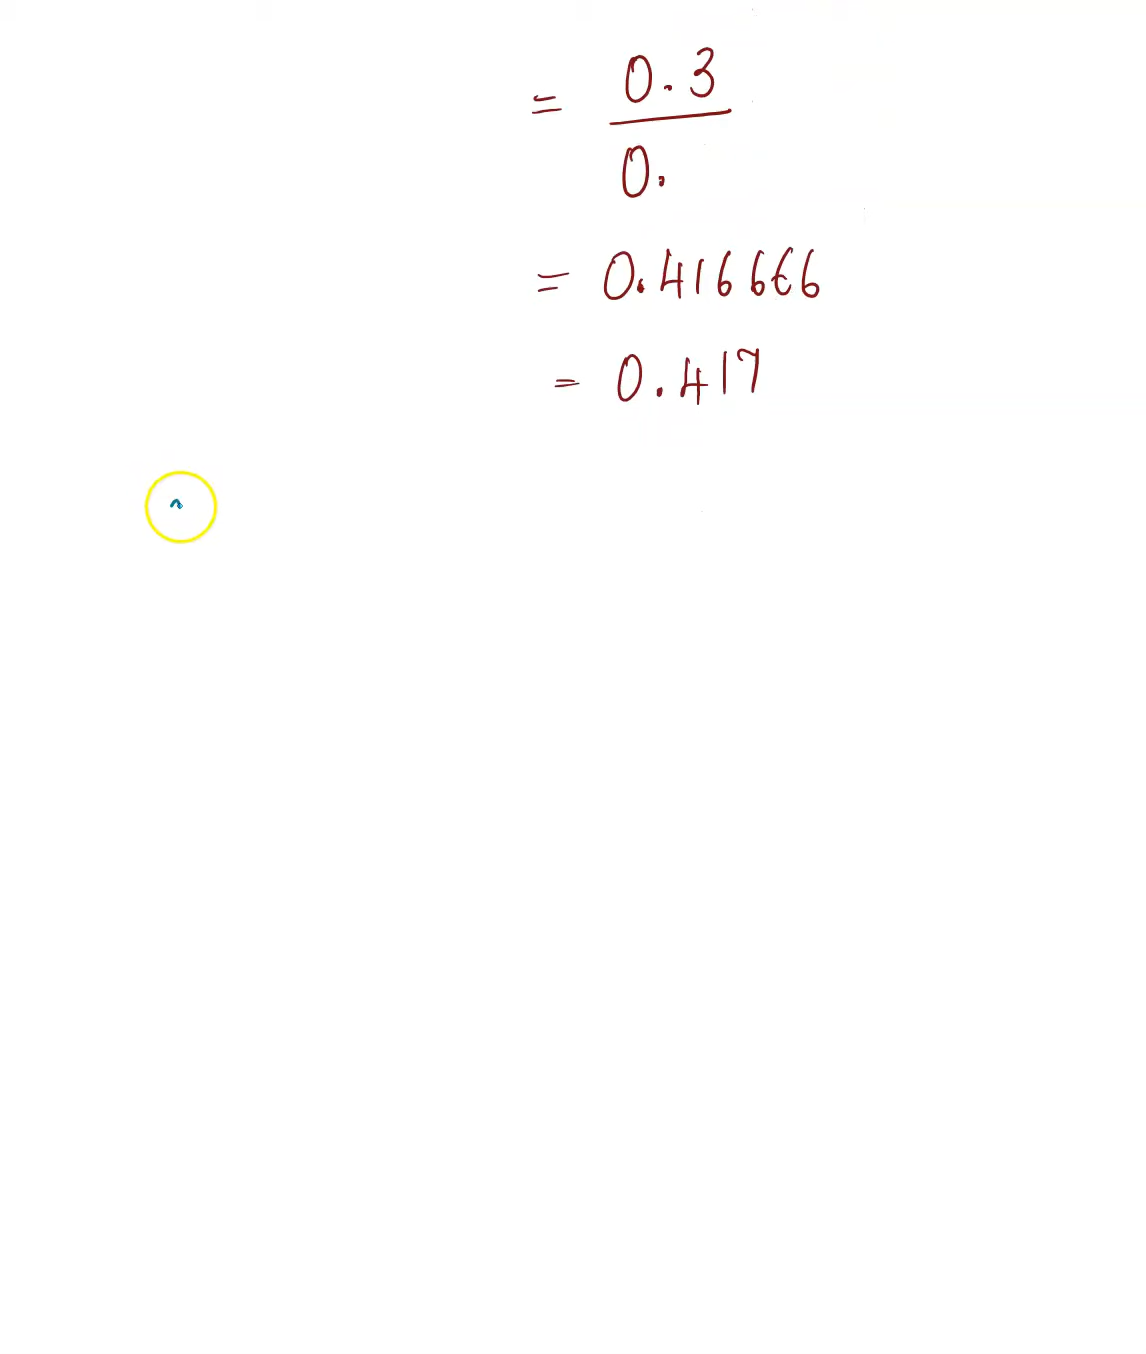 = 0.3
0.
= 0.416666
= 0.417